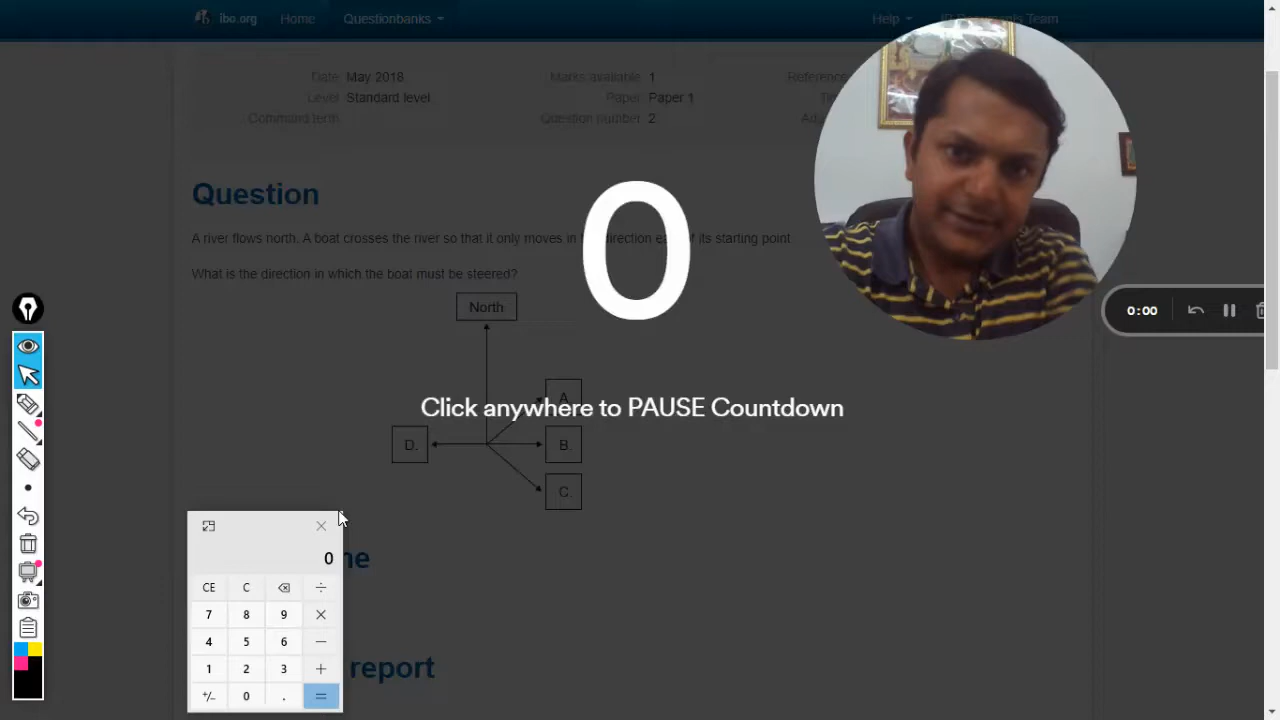 ibo.org Home Questionbanks Help Team
Date: May 2018 Marks available: 1
Level: Standard level Paper: Paper 1
Command term: Question number: 2
Question
A river flows north. A boat crosses the river so that it only moves in direction of its starting point
What is the direction in which the boat must be steered?
0
0:00
North
A.
Click anywhere to PAUSE Countdown
D. B.
C.
0
CE C ÷
7 8 9 ×
4 5 6 −
1 2 3 +
+/- 0 . =
report